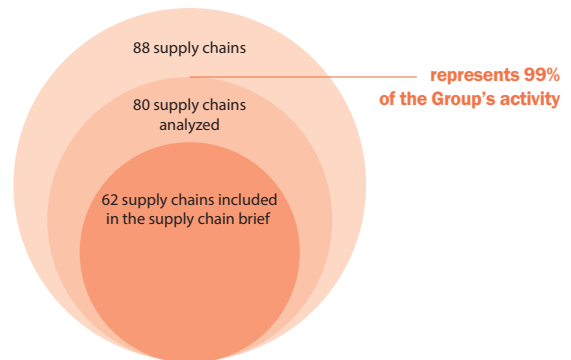 88 supply chains
represents 99%
of the Group's activity
80 supply chains
analyzed
62 supply chains included
in the supply chain brief